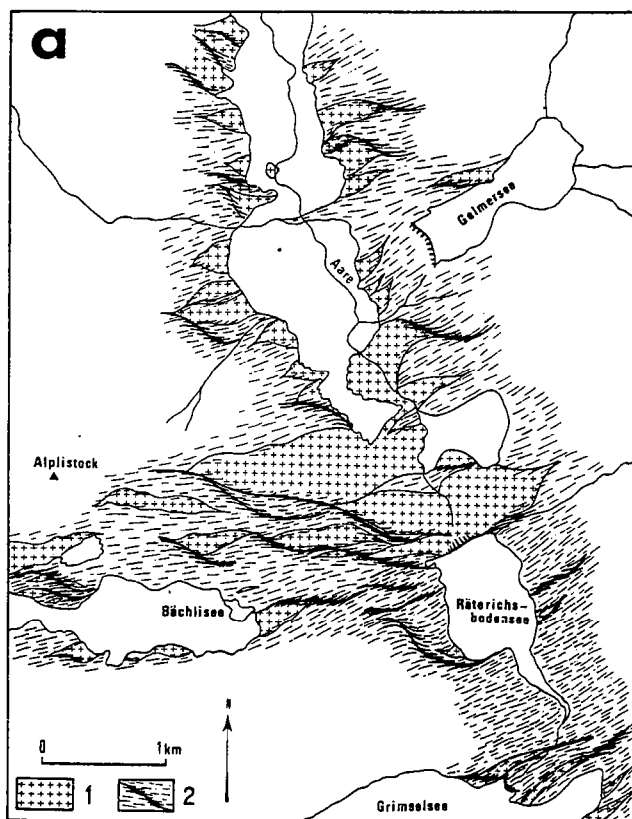 a
Gelmersee
Aare
Alplistock
Bächlisee
Räterichs-
bodensee
N
0 1km
1 2
Grimselsee